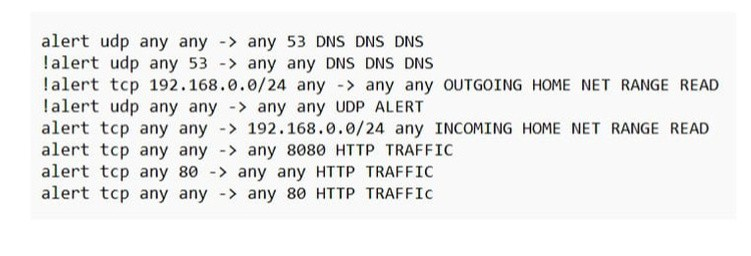 alert udp any any -> any 53 DNS DNS DNS
!alert udp any 53 -> any any DNS DNS DNS
!alert tcp 192.168.0.0/24 any -> any any OUTGOING HOME NET RANGE READ
!alert udp any any -> any any UDP ALERT
alert tcp any any -> 192.168.0.0/24 any INCOMING HOME NET RANGE READ
alert tcp any any -> any 8080 HTTP TRAFFIC
alert tcp any 80 -> any any HTTP TRAFFIC
alert tcp any any -> any 80 HTTP TRAFFIc